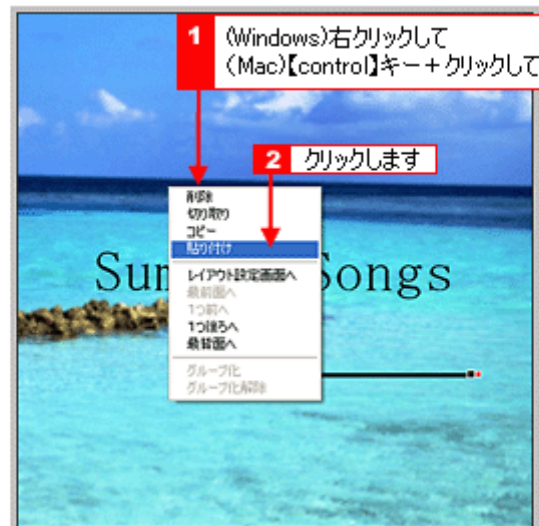 1 (Windows)右クリックして
(Mac)【control】キー+クリックして
2 クリックします
削除
切り取り
コピー
貼り付け
Sum
Songs
レイアウト設定画面へ
最前面へ
1つ前へ
1つ後ろへ
最背面へ
グループ化
グループ化解除